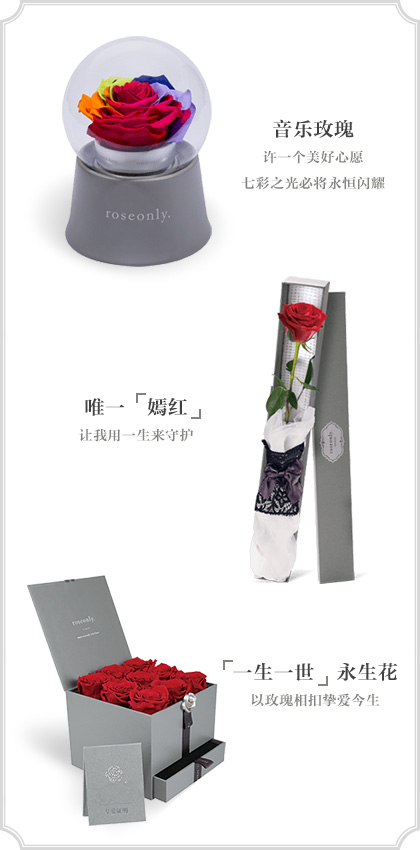 roseonly.
音乐玫瑰
许一个美好心愿
七彩之光必将永恒闪耀
唯一「嫣红」
让我用一生来守护
roseonly.
roseonly.
「一生一世」永生花
以玫瑰相扣挚爱今生